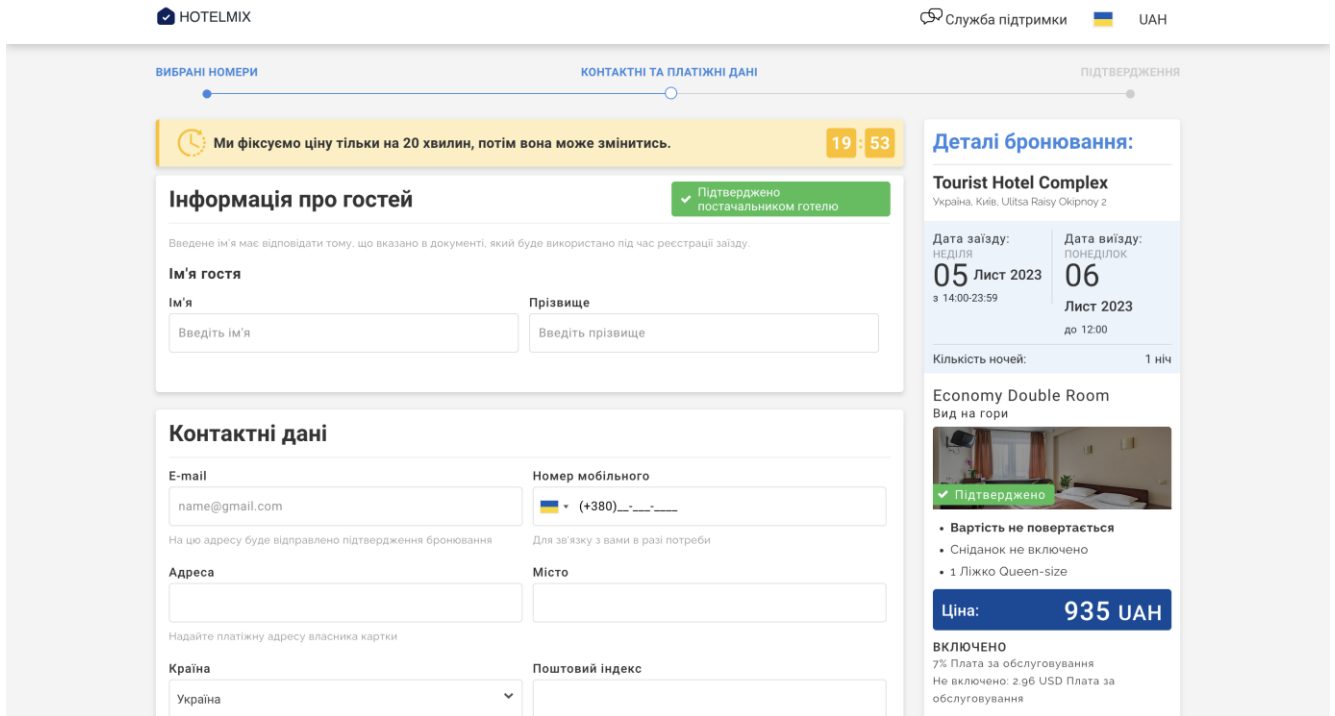 HOTELMIX
Служба підтримки
UAH
ВИБРАНІ НОМЕРИ
КОНТАКТНІ ТА ПЛАТІЖНІ ДАНІ
ПІДТВЕРДЖЕННЯ
Ми фіксуємо ціну тільки на 20 хвилин, потім вона може змінитись.
19 : 53
Інформація про гостей
Підтверджено
постачальником готелю
Введене ім'я має відповідати тому, що вказано в документі, який буде використано під час реєстрації заїзду.
Ім'я гостя
Ім'я
Прізвище
Введіть ім'я
Введіть прізвище
Контактні дані
E-mail
Номер мобільного
name@gmail.com
(+380)__-___-____
На цю адресу буде відправлено підтвердження бронювання
Для зв'язку з вами в разі потреби
Адреса
Місто
Надайте платіжну адресу власника картки
Країна
Поштовий індекс
Україна
Деталі бронювання:
Tourist Hotel Complex
Україна, Київ, Ulitsa Raisy Okipnoy 2
Дата заїзду:
НЕДІЛЯ
05 Лист 2023
з 14:00-23:59
Дата виїзду:
ПОНЕДІЛОК
06
Лист 2023
до 12:00
Кількість ночей:
1 ніч
Economy Double Room
Вид на гори
Підтверджено
• Вартість не повертається
• Сніданок не включено
• 1 Ліжко Queen-size
Ціна:
935 UAH
ВКЛЮЧЕНО
7% Плата за обслуговування
Не включено: 2.96 USD Плата за
обслуговування